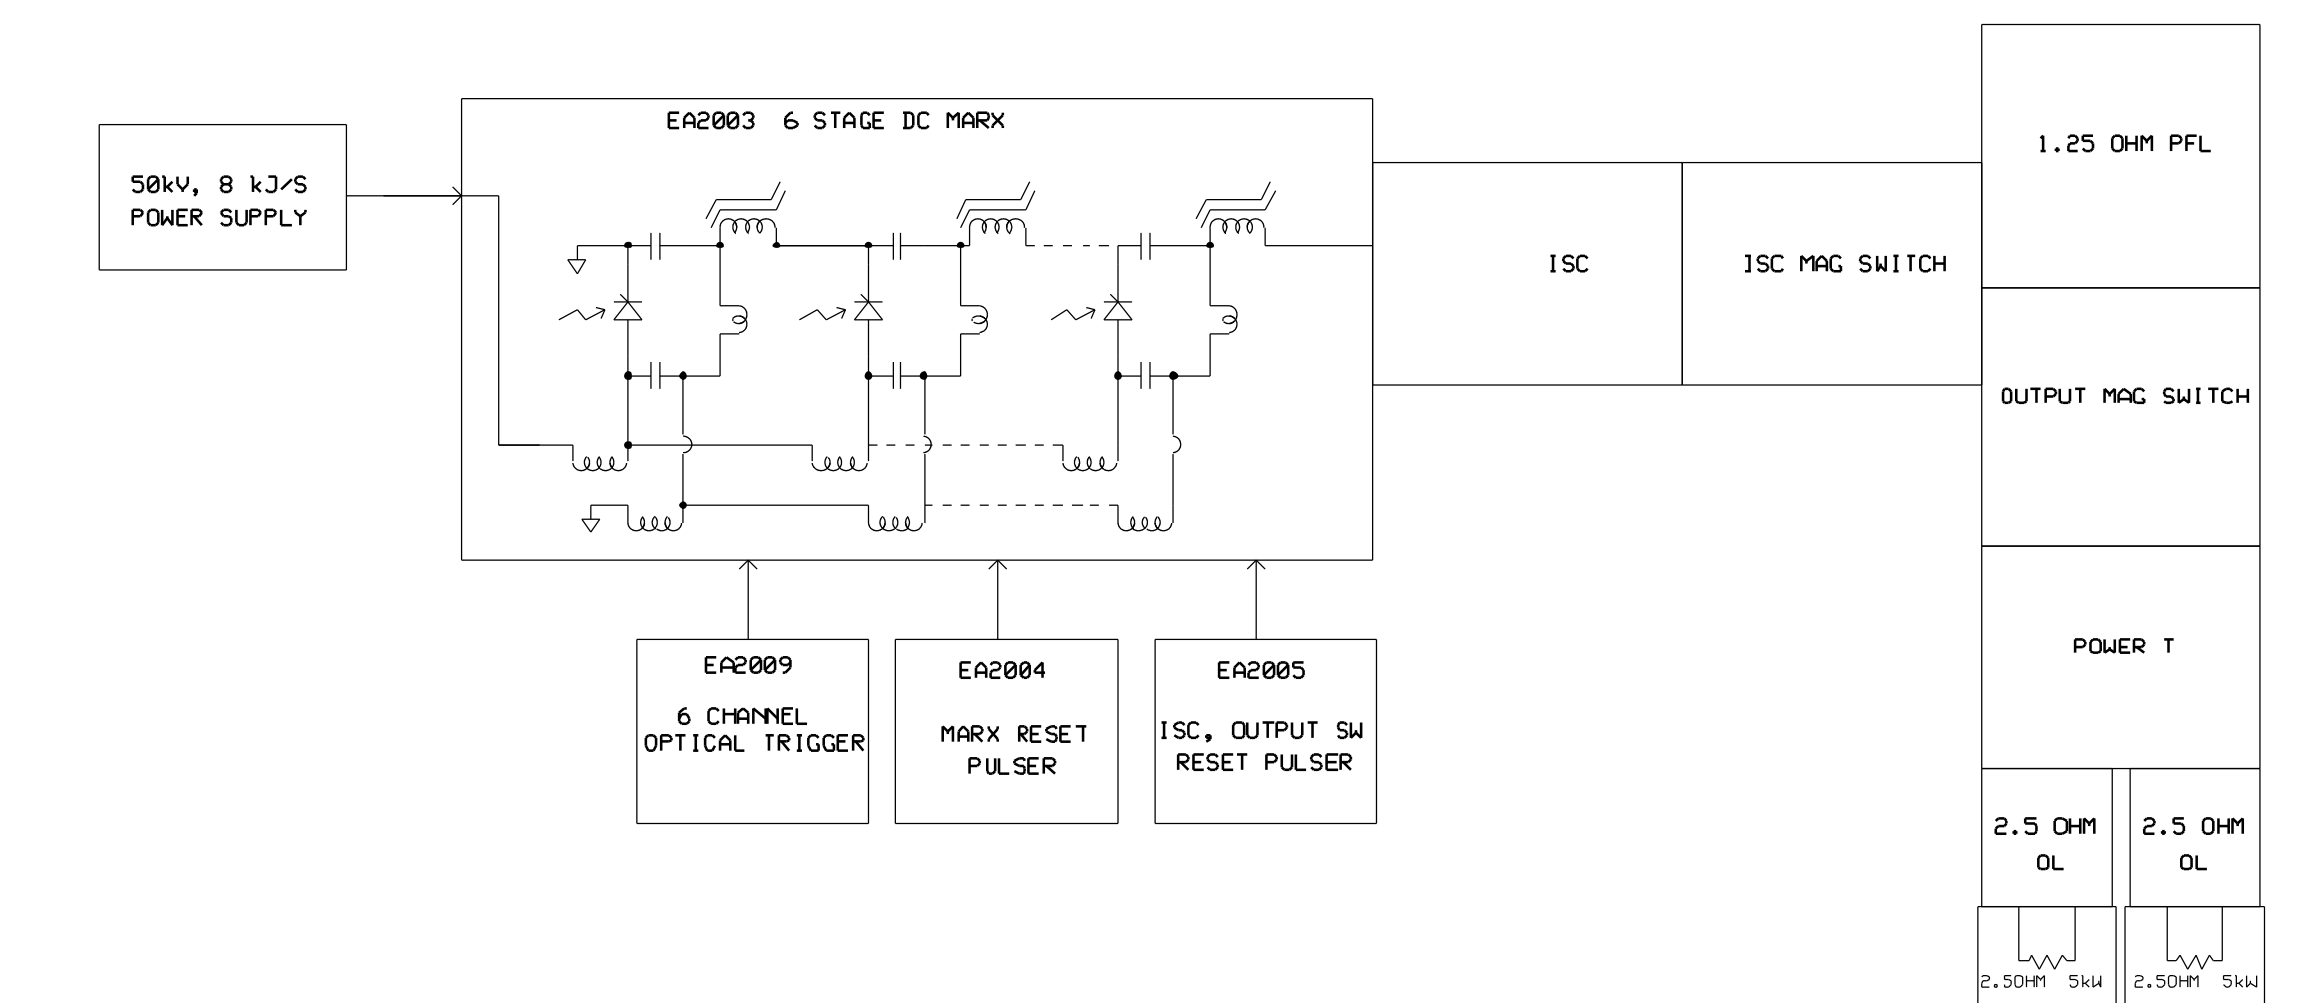 EA2003 6 STAGE DC MARX
50kV, 8 kJ/S
POWER SUPPLY
1.25 OHM PFL
ISC
ISC MAG SWITCH
OUTPUT MAG SWITCH
POWER T
EA2009
6 CHANNEL
OPTICAL TRIGGER
EA2004
MARX RESET
PULSER
EA2005
ISC, OUTPUT SW
RESET PULSER
2.5 OHM
OL
2.5 OHM
OL
2.5OHM 5kW
2.5OHM 5kW